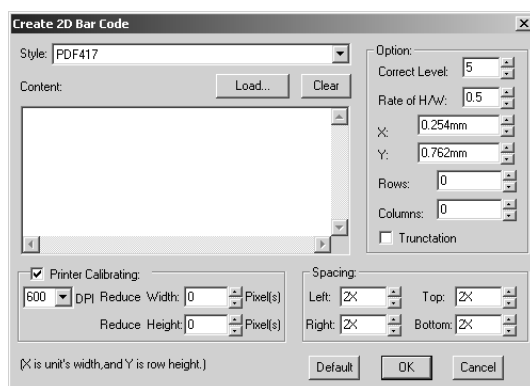 Create 2D Bar Code
Style: PDF417
Content: Load... Clear
Option:
Correct Level: 5
Rate of H/W: 0.5
X: 0.254mm
Y: 0.762mm
Rows: 0
Columns: 0
Trunctation
Printer Calibrating:
600 DPI Reduce Width: 0 Pixel(s)
Reduce Height: 0 Pixel(s)
Spacing:
Left: 2X Top: 2X
Right: 2X Bottom: 2X
(X is unit's width,and Y is row height.)
Default OK Cancel